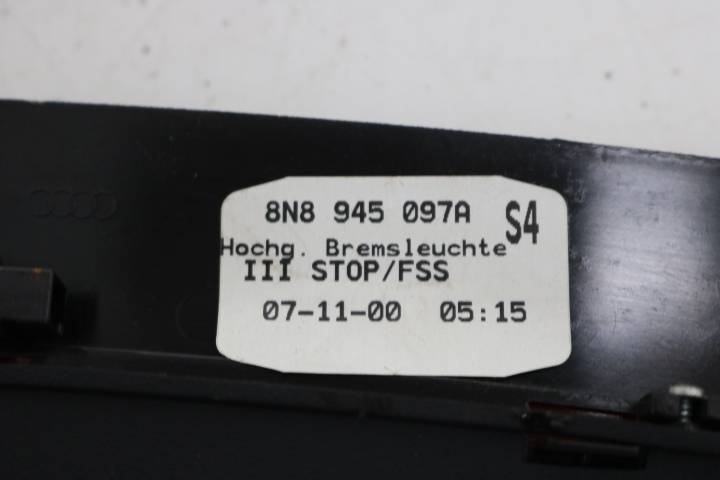 8N8 945 097A S4
Hochg. Bremsleuchte
III STOP/FSS
07-11-00 05:15